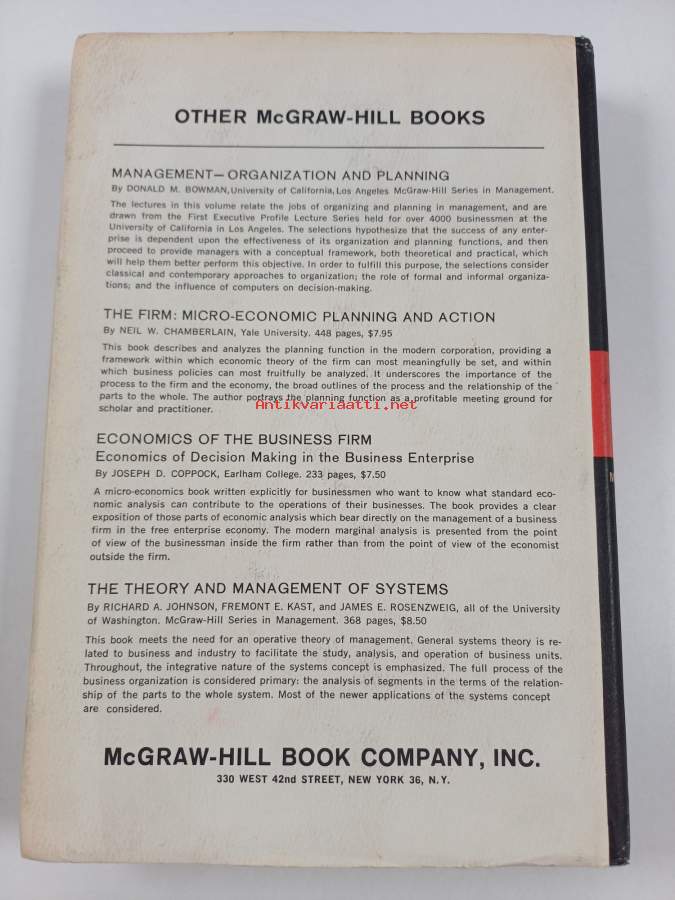 OTHER McGRAW-HILL BOOKS
MANAGEMENT—ORGANIZATION AND PLANNING
By DONALD M. BOWMAN, University of California, Los Angeles McGraw-Hill Series in Management.
The lectures in this volume relate the jobs of organizing and planning in management, and are
drawn from the First Executive Profile Lecture Series held for over 4000 businessmen at the
University of California in Los Angeles. The selections hypothesize that the success of any enter-
prise is dependent upon the effectiveness of its organization and planning functions, and then
proceed to provide managers with a conceptual framework, both theoretical and practical, which
will help them better perform this objective. In order to fulfill this purpose, the selections consider
classical and contemporary approaches to organization; the role of formal and informal organiza-
tions; and the influence of computers on decision-making.
THE FIRM: MICRO-ECONOMIC PLANNING AND ACTION
By NEIL W. CHAMBERLAIN, Yale University. 448 pages, $7.95
This book describes and analyzes the planning function in the modern corporation, providing a
framework within which economic theory of the firm can most meaningfully be set, and within
which business policies can most fruitfully be analyzed. It underscores the importance of the
process to the firm and the economy, the broad outlines of the process and the relationship of the
parts to the whole. The author portrays the planning function as a profitable meeting ground for
scholar and practitioner.
Antikvariaatti.net
ECONOMICS OF THE BUSINESS FIRM
Economics of Decision Making in the Business Enterprise
By JOSEPH D. COPPOCK, Earlham College. 233 pages, $7.50
A micro-economics book written explicitly for businessmen who want to know what standard eco-
nomic analysis can contribute to the operations of their businesses. The book provides a clear
exposition of those parts of economic analysis which bear directly on the management of a business
firm in the free enterprise economy. The modern marginal analysis is presented from the point
of view of the businessman inside the firm rather than from the point of view of the economist
outside the firm.
THE THEORY AND MANAGEMENT OF SYSTEMS
By RICHARD A. JOHNSON, FREMONT E. KAST, and JAMES E. ROSENZWEIG, all of the University
of Washington. McGraw-Hill Series in Management. 368 pages, $8.50
This book meets the need for an operative theory of management. General systems theory is re-
lated to business and industry to facilitate the study, analysis, and operation of business units.
Throughout, the integrative nature of the systems concept is emphasized. The full process of the
business organization is considered primary: the analysis of segments in the terms of the relation-
ship of the parts to the whole system. Most of the newer applications of the systems concept
are considered.
McGRAW-HILL BOOK COMPANY, INC.
330 WEST 42nd STREET, NEW YORK 36, N.Y.